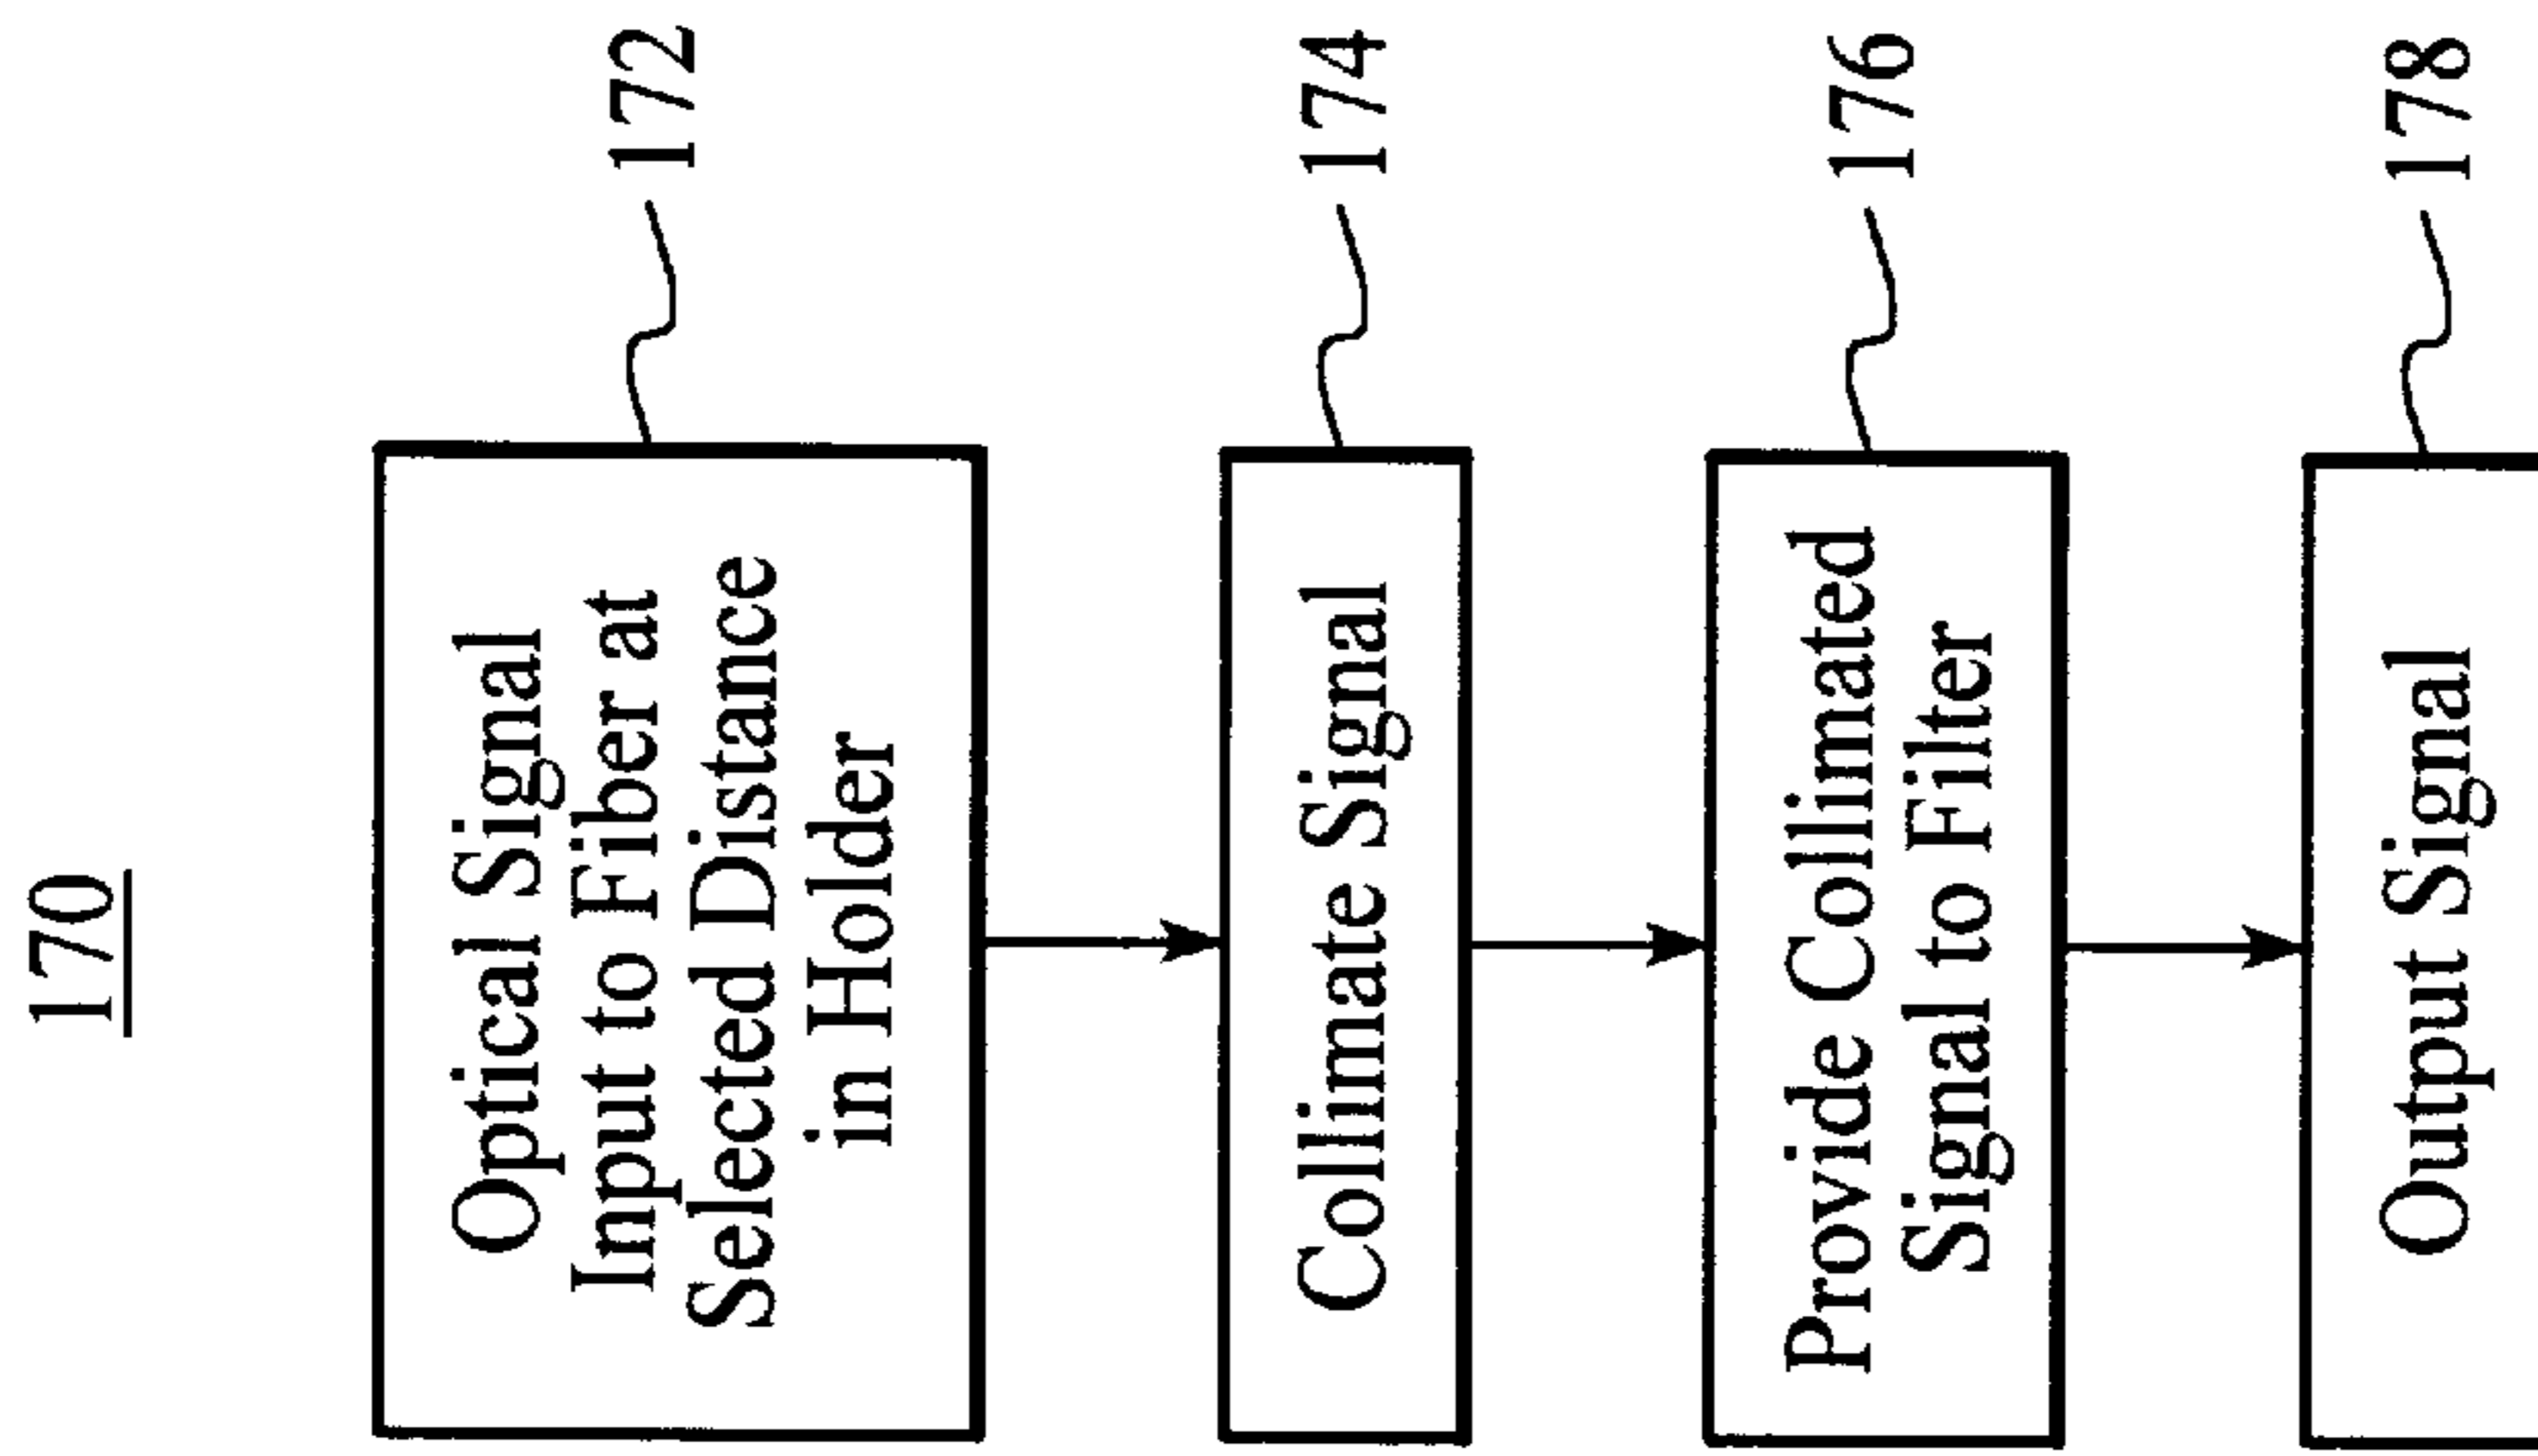 170
Optical Signal
Input to Fiber at
Selected Distance
in Holder
172
Collimate Signal
174
Provide Collimated
Signal to Filter
176
Output Signal
178